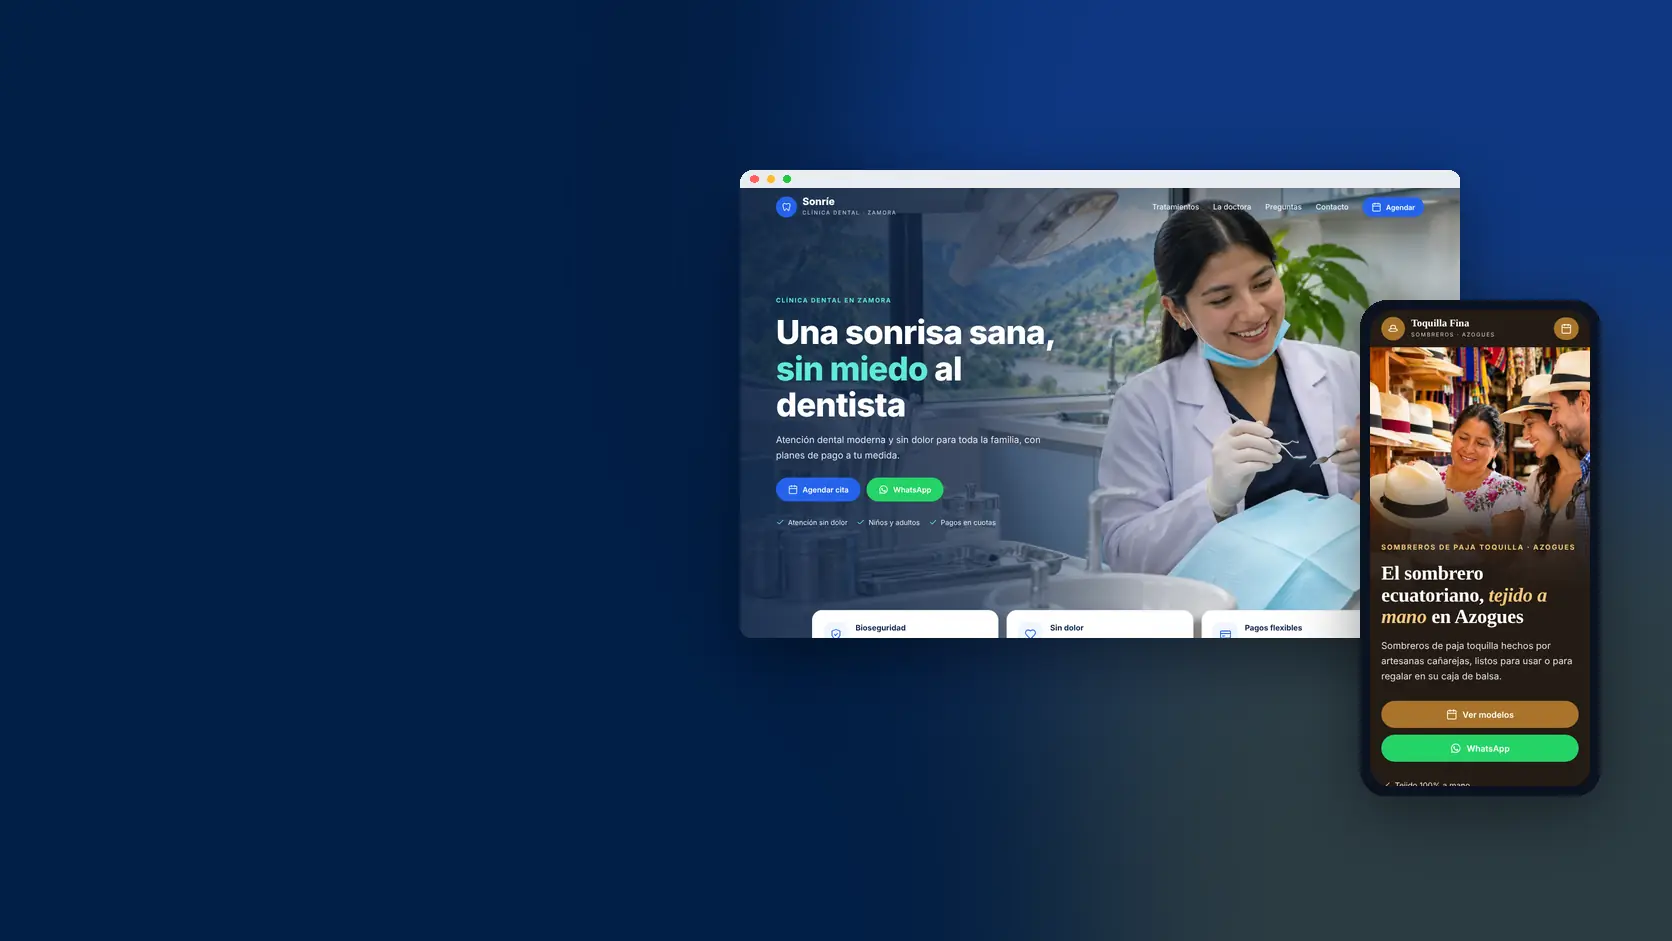 Sonríe
CLÍNICA DENTAL · ZAMORA
Tratamientos
La doctora
Preguntas
Contacto
Agendar
CLÍNICA DENTAL EN ZAMORA
Una sonrisa sana,
sin miedo al
dentista
Atención dental moderna y sin dolor para toda la familia, con
planes de pago a tu medida.
Agendar cita
WhatsApp
Atención sin dolor
Niños y adultos
Pagos en cuotas
Bioseguridad
Sin dolor
Pagos flexibles
Toquilla Fina
SOMBREROS · AZOGUES
SOMBREROS DE PAJA TOQUILLA · AZOGUES
El sombrero
ecuatoriano, tejido a
mano en Azogues
Sombreros de paja toquilla hechos por
artesanas cañarejas, listos para usar o para
regalar en su caja de balsa.
Ver modelos
WhatsApp
Tejido 100% a mano